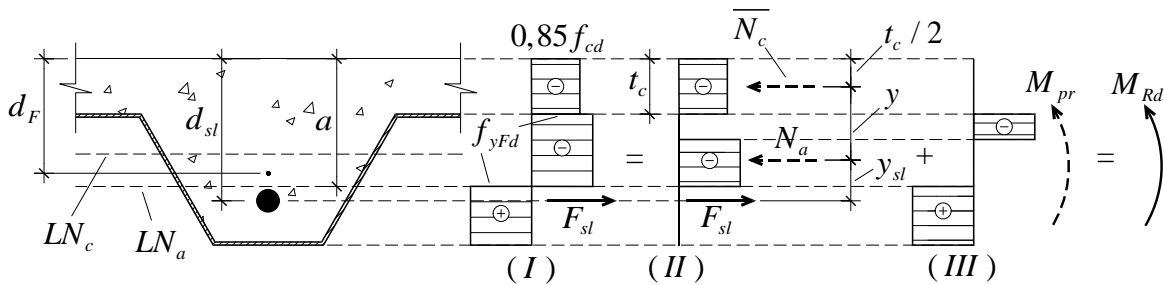 0,85 f_cd
N̅_c
t_c / 2
t_c
d_F
d_sl
a
y
M_pr
M_Rd
f_yFd
−
−
−
−
−
=
N_a
y_sl
+
=
LN_c
LN_a
+
F_sl
F_sl
+
(I)
(II)
(III)